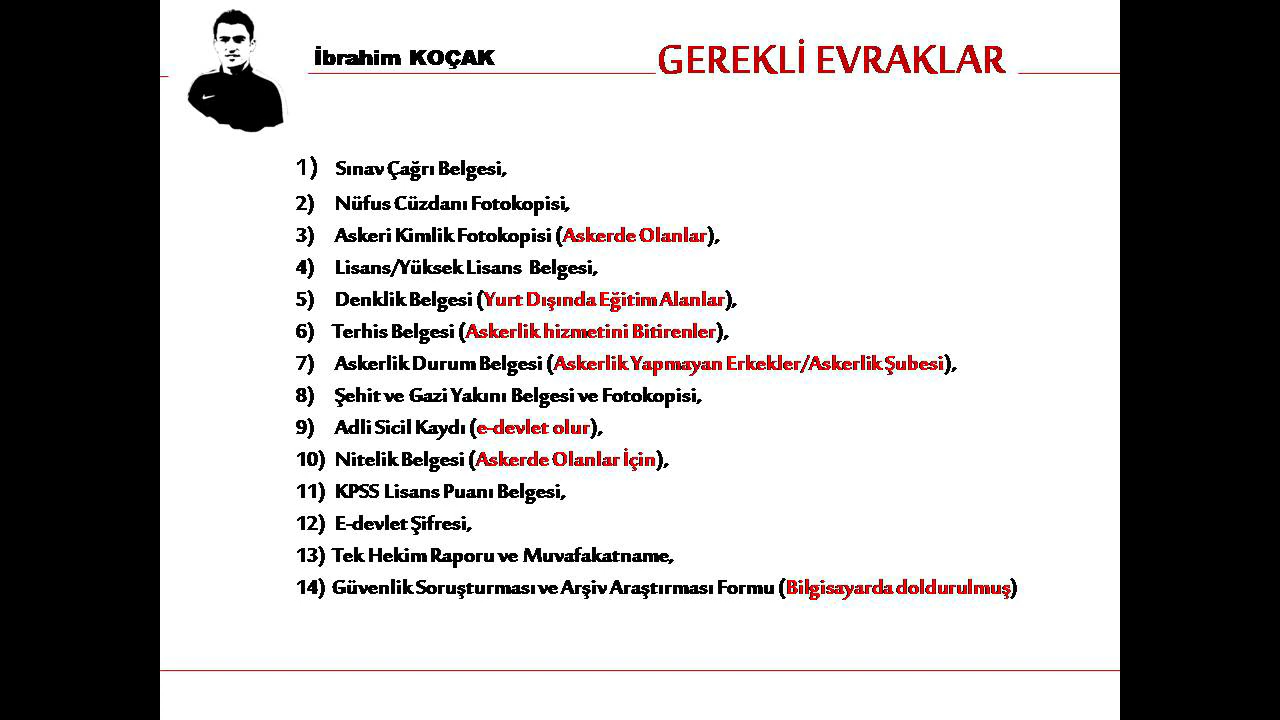 İbrahim KOÇAK
GEREKLİ EVRAKLAR
1) Sınav Çağrı Belgesi,
2) Nüfus Cüzdanı Fotokopisi,
3) Askeri Kimlik Fotokopisi (Askerde Olanlar),
4) Lisans/Yüksek Lisans Belgesi,
5) Denklik Belgesi (Yurt Dışında Eğitim Alanlar),
6) Terhis Belgesi (Askerlik hizmetini Bitirenler),
7) Askerlik Durum Belgesi (Askerlik Yapmayan Erkekler/Askerlik Şubesi),
8) Şehit ve Gazi Yakını Belgesi ve Fotokopisi,
9) Adli Sicil Kaydı (e-devlet olur),
10) Nitelik Belgesi (Askerde Olanlar İçin),
11) KPSS Lisans Puanı Belgesi,
12) E-devlet Şifresi,
13) Tek Hekim Raporu ve Muvafakatname,
14) Güvenlik Soruşturması ve Arşiv Araştırması Formu (Bilgisayarda doldurulmuş)